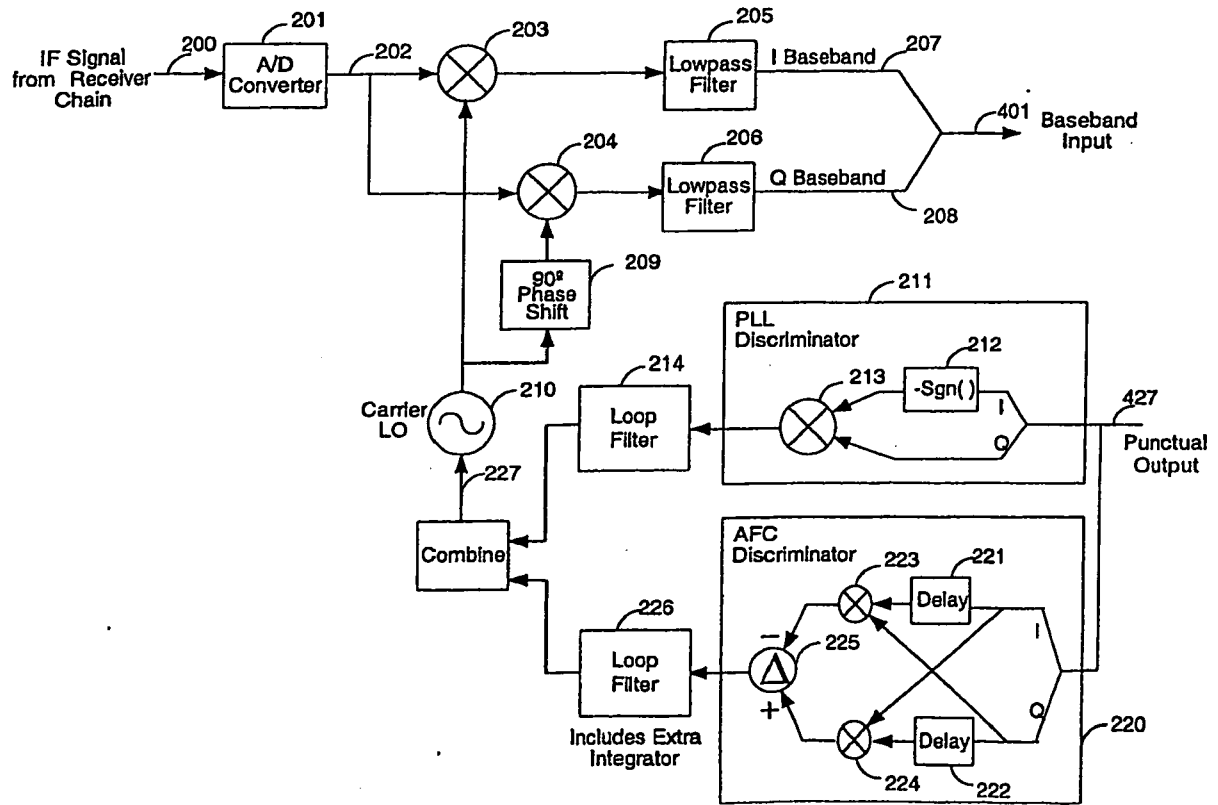 IF Signal
from Receiver
Chain
200
201
A/D
Converter
202
203
205
Lowpass
Filter
I Baseband
207
401
Baseband
Input
204
206
Lowpass
Filter
Q Baseband
208
90º
Phase
Shift
209
211
PLL
Discriminator
212
-Sgn( )
213
I
Q
427
Punctual
Output
214
Loop
Filter
Carrier
LO
210
227
Combine
AFC
Discriminator
223
221
Delay
I
226
Loop
Filter
Includes Extra
Integrator
−
Δ
+
225
Q
Delay
224
222
220